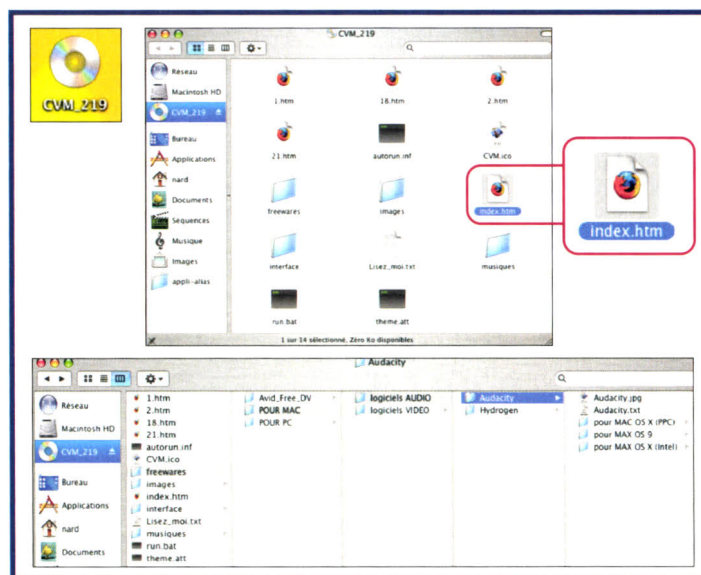 CVM_219
CVM_219
Réseau
Macintosh HD
CVM_219
Bureau
Applications
nard
Documents
Séquences
Musique
Images
appli-alias
1.htm
18.htm
2.htm
21.htm
autorun.inf
CVM.ico
freewares
images
index.htm
interface
Lisez_moi.txt
musiques
run.bat
theme.att
1 sur 14 sélectionné, Zéro Ko disponibles
index.htm
Audacity
Réseau
Macintosh HD
CVM_219
Bureau
Applications
nard
Documents
1.htm
2.htm
18.htm
21.htm
autorun.inf
CVM.ico
freewares
images
index.htm
interface
Lisez_moi.txt
musiques
run.bat
theme.att
Avid_Free_DV
POUR MAC
POUR PC
logiciels AUDIO
logiciels VIDEO
Audacity
Hydrogen
Audacity.jpg
Audacity.txt
pour MAC OS X (PPC)
pour MAX OS 9
pour MAX OS X (Intel)